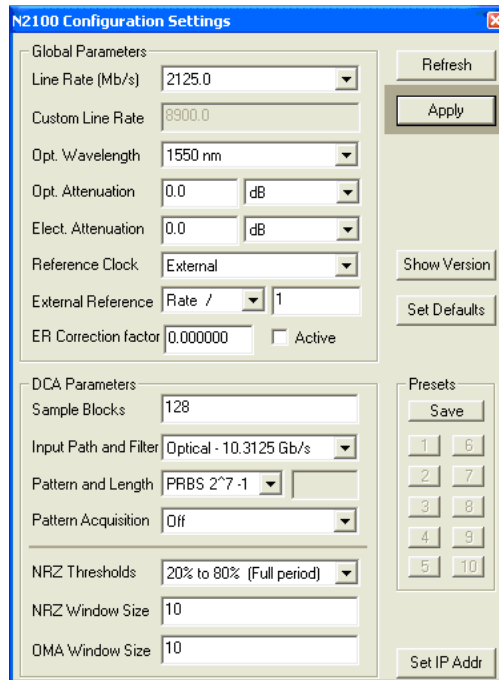 N2100 Configuration Settings
Global Parameters
Line Rate (Mb/s) 2125.0
Custom Line Rate 8900.0
Opt. Wavelength 1550 nm
Opt. Attenuation 0.0 dB
Elect. Attenuation 0.0 dB
Reference Clock External
External Reference Rate / 1
ER Correction factor 0.000000 Active
Refresh
Apply
Show Version
Set Defaults
DCA Parameters
Sample Blocks 128
Input Path and Filter Optical - 10.3125 Gb/s
Pattern and Length PRBS 2^7 -1
Pattern Acquisition Off
NRZ Thresholds 20% to 80% (Full period)
NRZ Window Size 10
OMA Window Size 10
Presets
Save
1 6
2 7
3 8
4 9
5 10
Set IP Addr